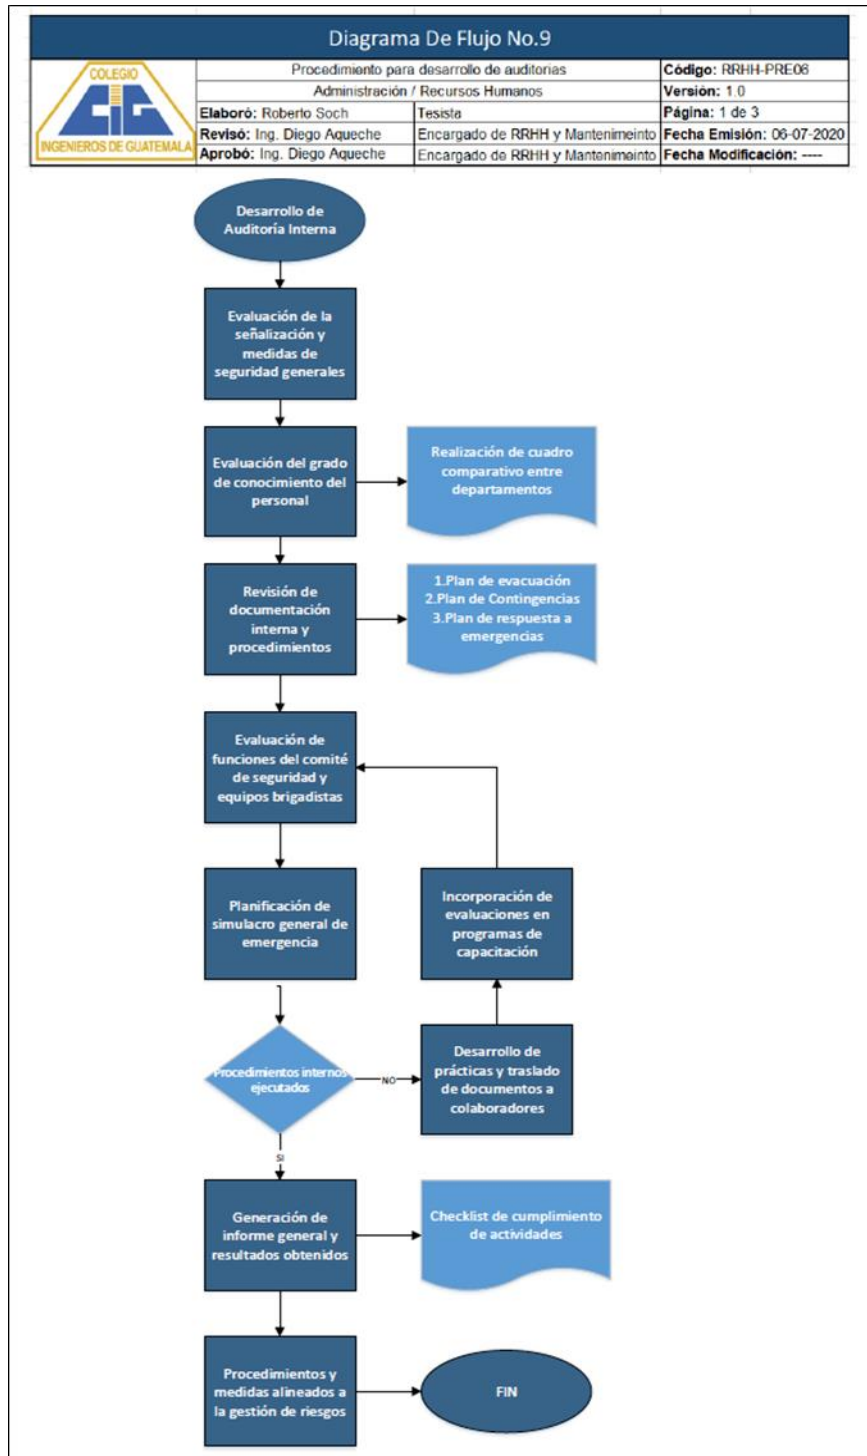 Diagrama De Flujo No.9
COLEGIO
CIG
INGENIEROS DE GUATEMALA
Procedimiento para desarrollo de auditorias
Código: RRHH-PRE06
Administración / Recursos Humanos
Versión: 1.0
Elaboró: Roberto Soch
Tesista
Página: 1 de 3
Revisó: Ing. Diego Aqueche
Encargado de RRHH y Mantenimeinto
Fecha Emisión: 06-07-2020
Aprobó: Ing. Diego Aqueche
Encargado de RRHH y Mantenimeinto
Fecha Modificación: ----
Desarrollo de
Auditoría Interna
Evaluación de la
señalización y
medidas de
seguridad generales
Evaluación del grado
de conocimiento del
personal
Realización de cuadro
comparativo entre
departamentos
Revisión de
documentación
interna y
procedimientos
1.Plan de evacuación
2.Plan de Contingencias
3.Plan de respuesta a
emergencias
Evaluación de
funciones del comité
de seguridad y
equipos brigadistas
Planificación de
simulacro general de
emergencia
Incorporación de
evaluaciones en
programas de
capacitación
Procedimientos internos
ejecutados
NO
Desarrollo de
prácticas y traslado
de documentos a
colaboradores
SI
Generación de
informe general y
resultados obtenidos
Checklist de cumplimiento
de actividades
Procedimientos y
medidas alineados a
la gestión de riesgos
FIN